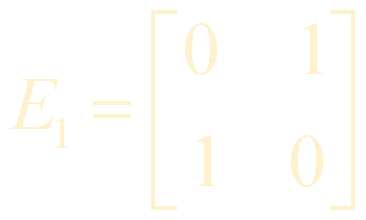 E₁ = [ 0 1
1 0 ]